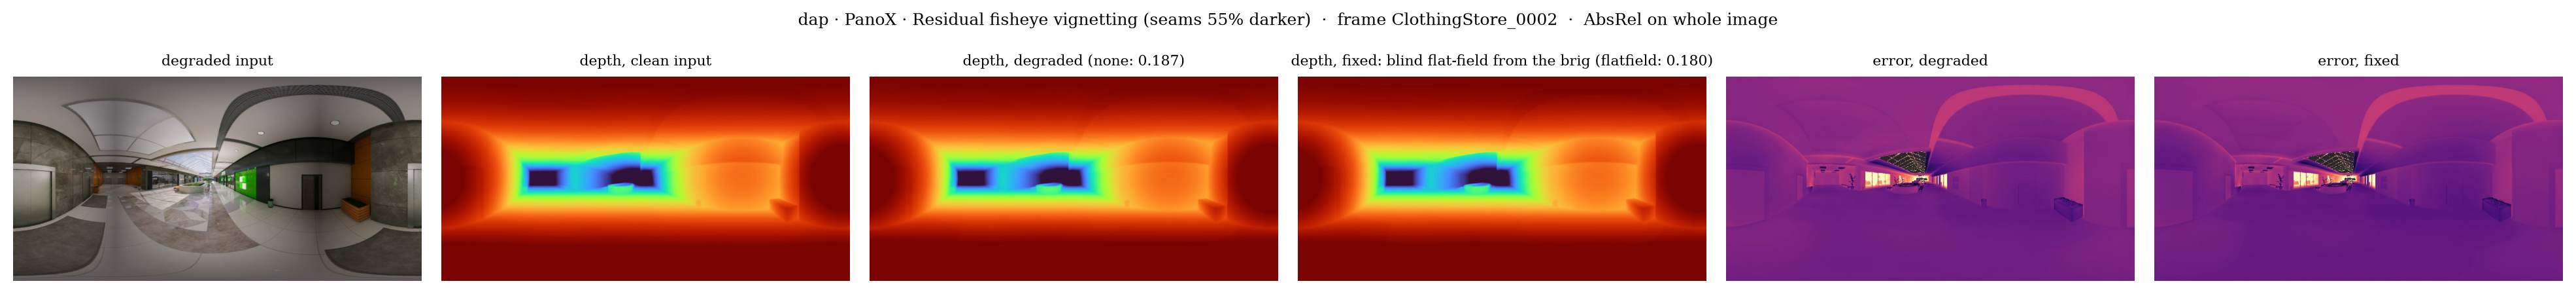 dap · PanoX · Residual fisheye vignetting (seams 55% darker)  ·  frame ClothingStore_0002  ·  AbsRel on whole image
degraded input
depth, clean input
depth, degraded (none: 0.187)
depth, fixed: blind flat-field from the brig (flatfield: 0.180)
error, degraded
error, fixed